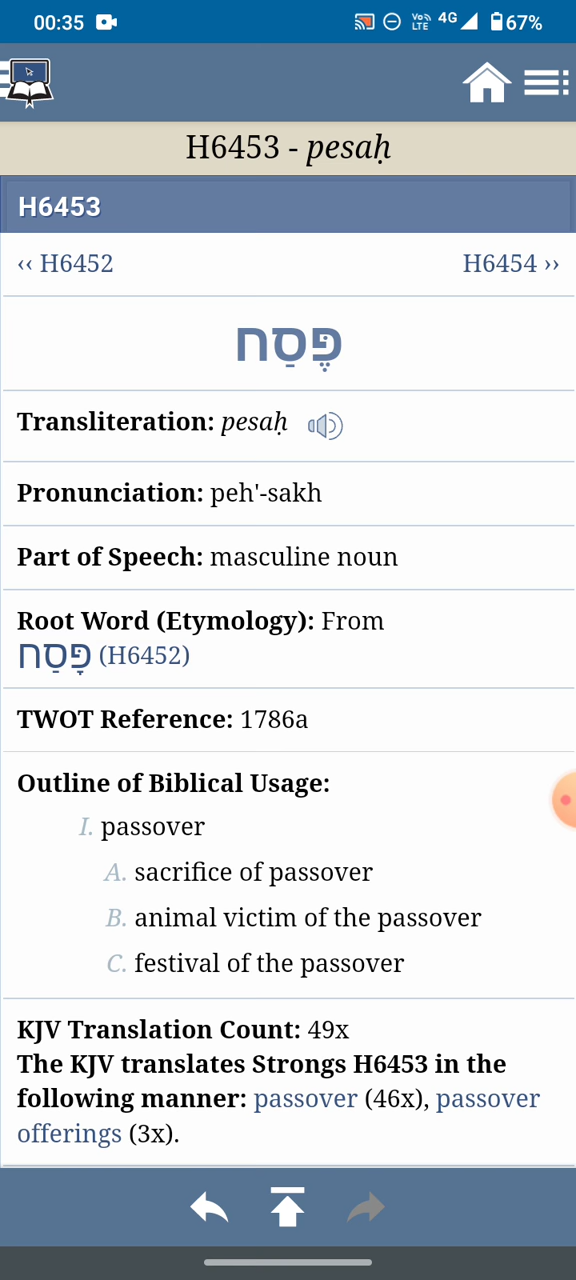 00:35 Vo)) LTE 4G 67%
H6453 - pesaḥ
H6453
‹‹ H6452 H6454 ››
פֶּסַח
Transliteration: pesaḥ
Pronunciation: peh'-sakh
Part of Speech: masculine noun
Root Word (Etymology): From
פָּסַח (H6452)
TWOT Reference: 1786a
Outline of Biblical Usage:
I. passover
A. sacrifice of passover
B. animal victim of the passover
C. festival of the passover
KJV Translation Count: 49x
The KJV translates Strongs H6453 in the
following manner: passover (46x), passover
offerings (3x).